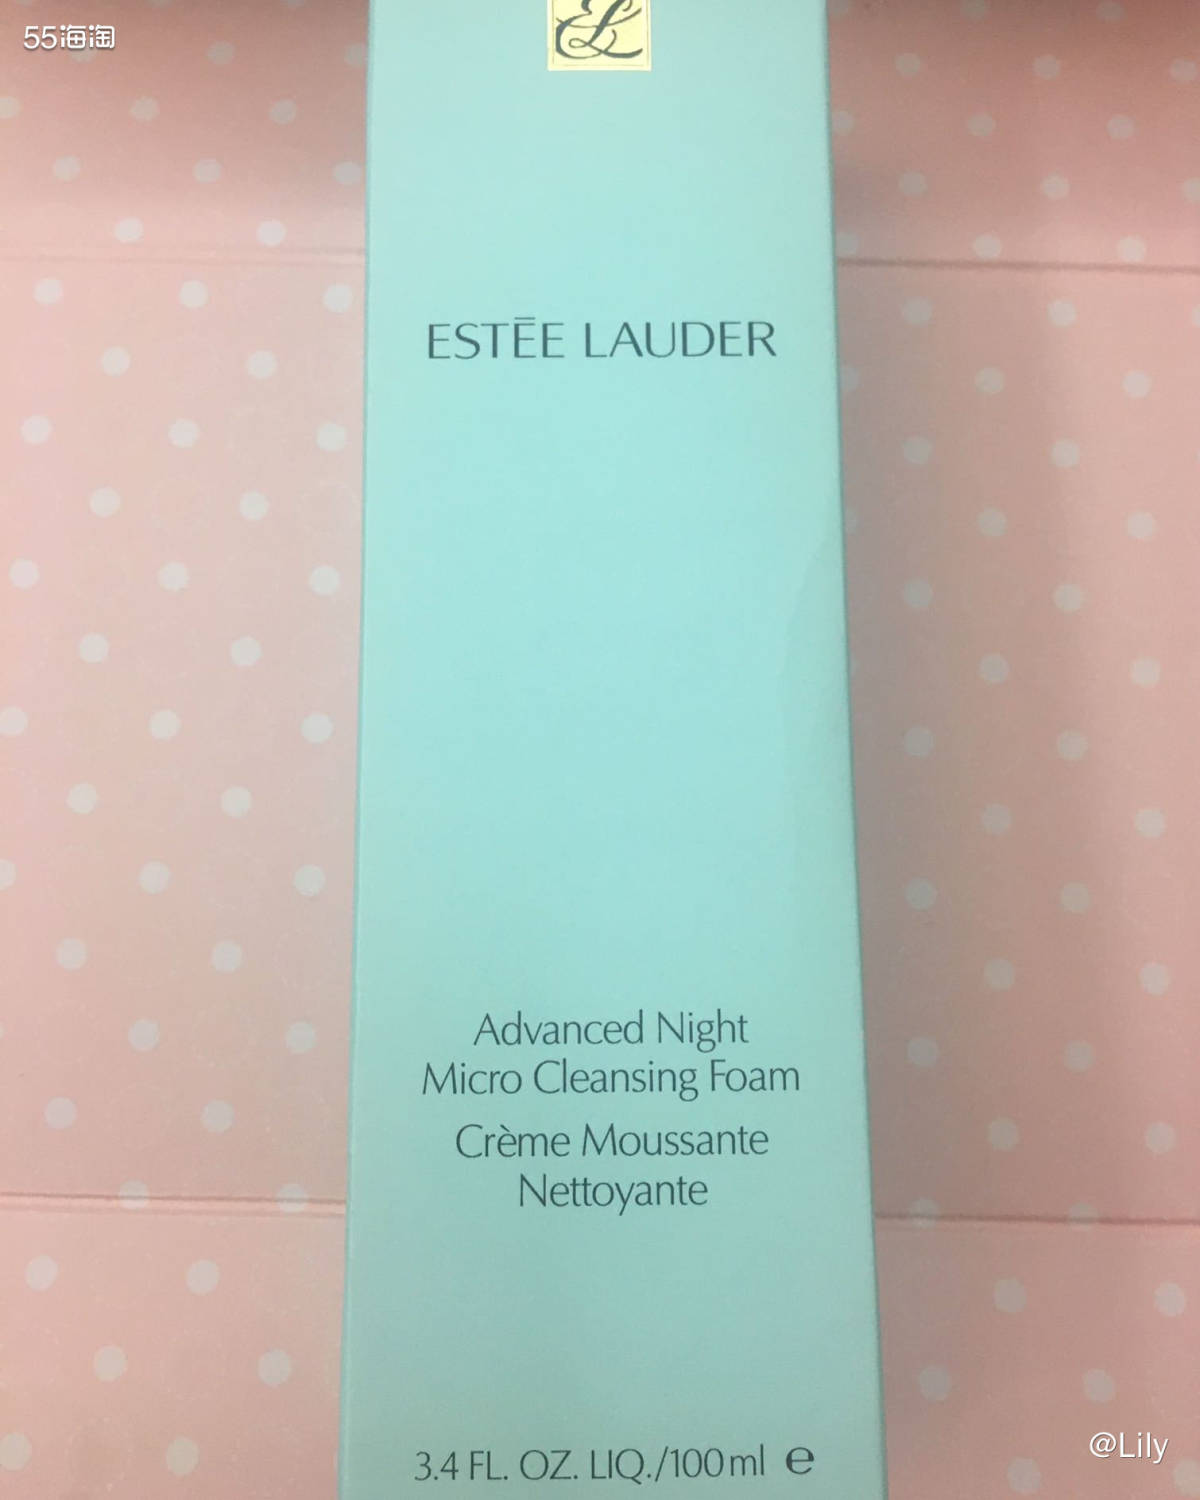 55海淘
EL
ESTĒE LAUDER
Advanced Night
Micro Cleansing Foam
Crème Moussante
Nettoyante
3.4 FL. OZ. LIQ./100ml ℮
@Lily